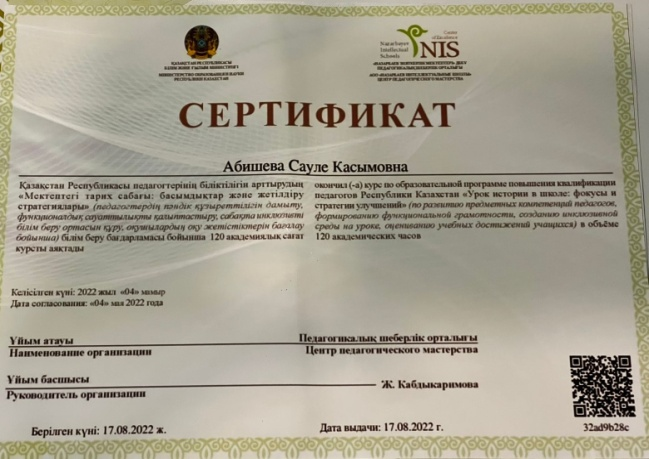 ҚАЗАҚСТАН РЕСПУБЛИКАСЫ
БІЛІМ ЖӘНЕ ҒЫЛЫМ МИНИСТРЛІГІ
МИНИСТЕРСТВО ОБРАЗОВАНИЯ И НАУКИ
РЕСПУБЛИКИ КАЗАХСТАН
Nazarbayev
Intellectual
Schools
NIS
Center
of Excellence
«НАЗАРБАЕВ ЗИЯТКЕРЛІК МЕКТЕПТЕРІ» ДББҰ
ПЕДАГОГИКАЛЫҚ ШЕБЕРЛІК ОРТАЛЫҒЫ
АОО «НАЗАРБАЕВ ИНТЕЛЛЕКТУАЛЬНЫЕ ШКОЛЫ»
ЦЕНТР ПЕДАГОГИЧЕСКОГО МАСТЕРСТВА
СЕРТИФИКАТ
Абишева Сауле Касымовна
Қазақстан Республикасы педагогтерінің біліктілігін арттырудың
«Мектептегі тарих сабағы: басымдықтар және жетілдіру
стратегиялары» (педагогтердің пәндік құзыреттілігін дамыту,
функционалдық сауаттылықты қалыптастыру, сабақта инклюзивті
білім беру ортасын құру, оқушылардың оқу жетістіктерін бағалау
бойынша) білім беру бағдарламасы бойынша 120 академиялық сағат
курсты аяқтады
окончил (-а) курс по образовательной программе повышения квалификации
педагогов Республики Казахстан «Урок истории в школе: фокусы и
стратегии улучшений» (по развитию предметных компетенций педагогов,
формированию функциональной грамотности, созданию инклюзивной
среды на уроке, оцениванию учебных достижений учащихся) в объёме
120 академических часов
Келісілген күні: 2022 жыл «04» мамыр
Дата согласования: «04» мая 2022 года
Ұйым атауы
Педагогикалық шеберлік орталығы
Наименование организации
Центр педагогического мастерства
Ұйым басшысы
Ж. Кабдыкаримова
Руководитель организации
Берілген күні: 17.08.2022 ж.
Дата выдачи: 17.08.2022 г.
32ad9b28c